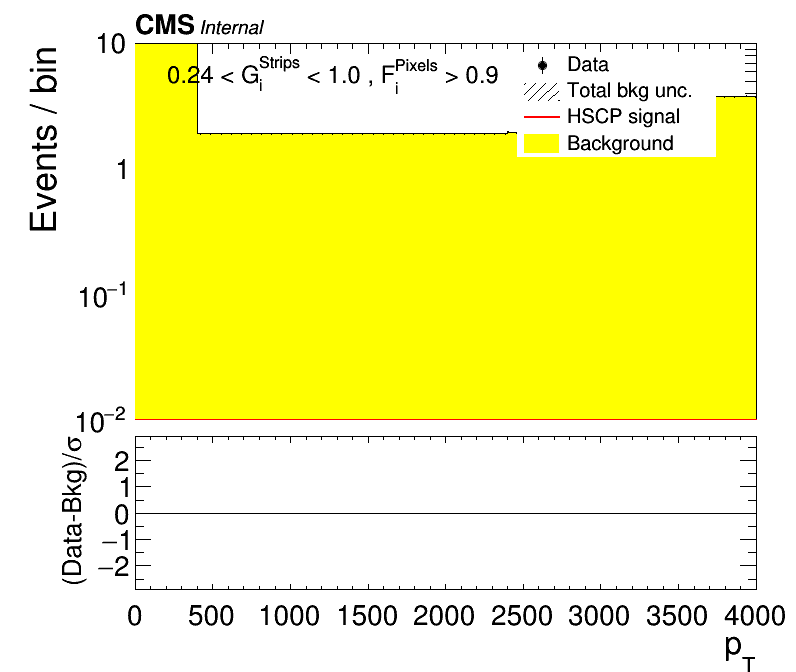 CMS Internal
10
0.24 < G_i^Strips < 1.0 , F_i^Pixels > 0.9
Data
Total bkg unc.
HSCP signal
Background
Events / bin
1
10⁻¹
10⁻²
(Data-Bkg)/σ
2
1
0
−1
−2
0 500 1000 1500 2000 2500 3000 3500 4000
p_T